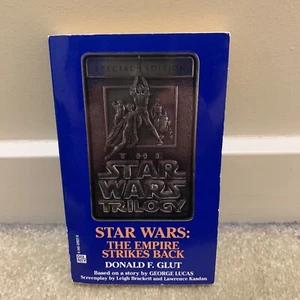 SPECIAL EDITION
THE
STAR
WARS
TRILOGY
STAR WARS:
THE EMPIRE
STRIKES BACK
DONALD F. GLUT
Based on a story by GEORGE LUCAS
Screenplay by Leigh Brackett and Lawrence Kasdan